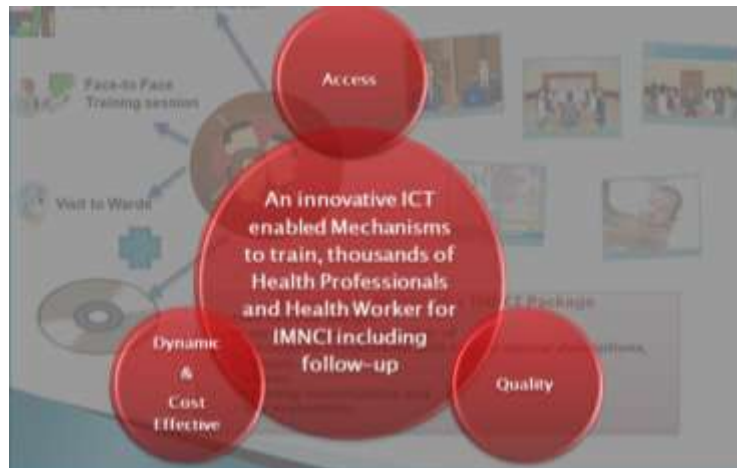 Access
Face-to Face
Training session
Visit to Wards
An innovative ICT
enabled Mechanisms
to train, thousands of
Health Professionals
and Health Worker for
IMNCI including
follow-up
Package
Dynamic
&
Cost
Effective
Quality